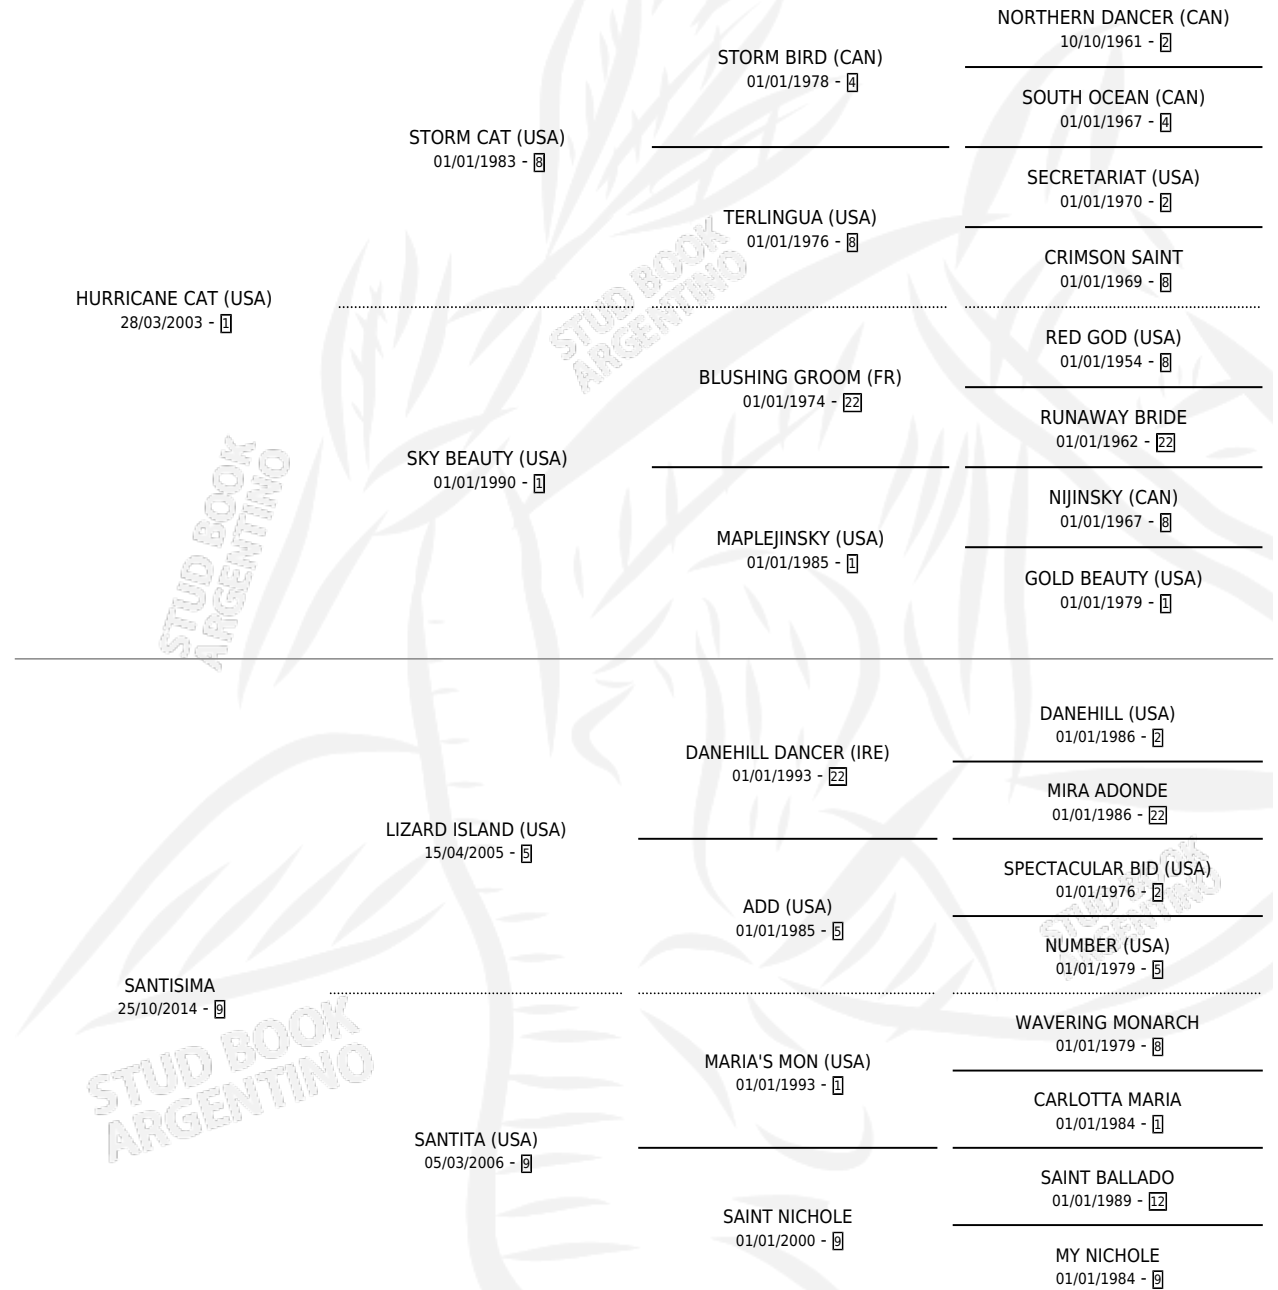 NORTHERN DANCER (CAN)
10/10/1961 - 2
STORM BIRD (CAN)
01/01/1978 - 4
SOUTH OCEAN (CAN)
01/01/1967 - 4
STORM CAT (USA)
01/01/1983 - 8
SECRETARIAT (USA)
01/01/1970 - 2
TERLINGUA (USA)
01/01/1976 - 8
CRIMSON SAINT
01/01/1969 - 8
HURRICANE CAT (USA)
28/03/2003 - 1
RED GOD (USA)
01/01/1954 - 8
BLUSHING GROOM (FR)
01/01/1974 - 22
RUNAWAY BRIDE
01/01/1962 - 22
SKY BEAUTY (USA)
01/01/1990 - 1
NIJINSKY (CAN)
01/01/1967 - 8
MAPLEJINSKY (USA)
01/01/1985 - 1
GOLD BEAUTY (USA)
01/01/1979 - 1
DANEHILL (USA)
01/01/1986 - 2
DANEHILL DANCER (IRE)
01/01/1993 - 22
MIRA ADONDE
01/01/1986 - 22
LIZARD ISLAND (USA)
15/04/2005 - 5
SPECTACULAR BID (USA)
01/01/1976 - 2
ADD (USA)
01/01/1985 - 5
NUMBER (USA)
01/01/1979 - 5
SANTISIMA
25/10/2014 - 9
WAVERING MONARCH
01/01/1979 - 8
MARIA'S MON (USA)
01/01/1993 - 1
CARLOTTA MARIA
01/01/1984 - 1
SANTITA (USA)
05/03/2006 - 9
SAINT BALLADO
01/01/1989 - 12
SAINT NICHOLE
01/01/2000 - 9
MY NICHOLE
01/01/1984 - 9
STUD BOOK
ARGENTINO
STUD BOOK
ARGENTINO
STUD BOOK
ARGENTINO
STUD BOOK
ARGENTINO